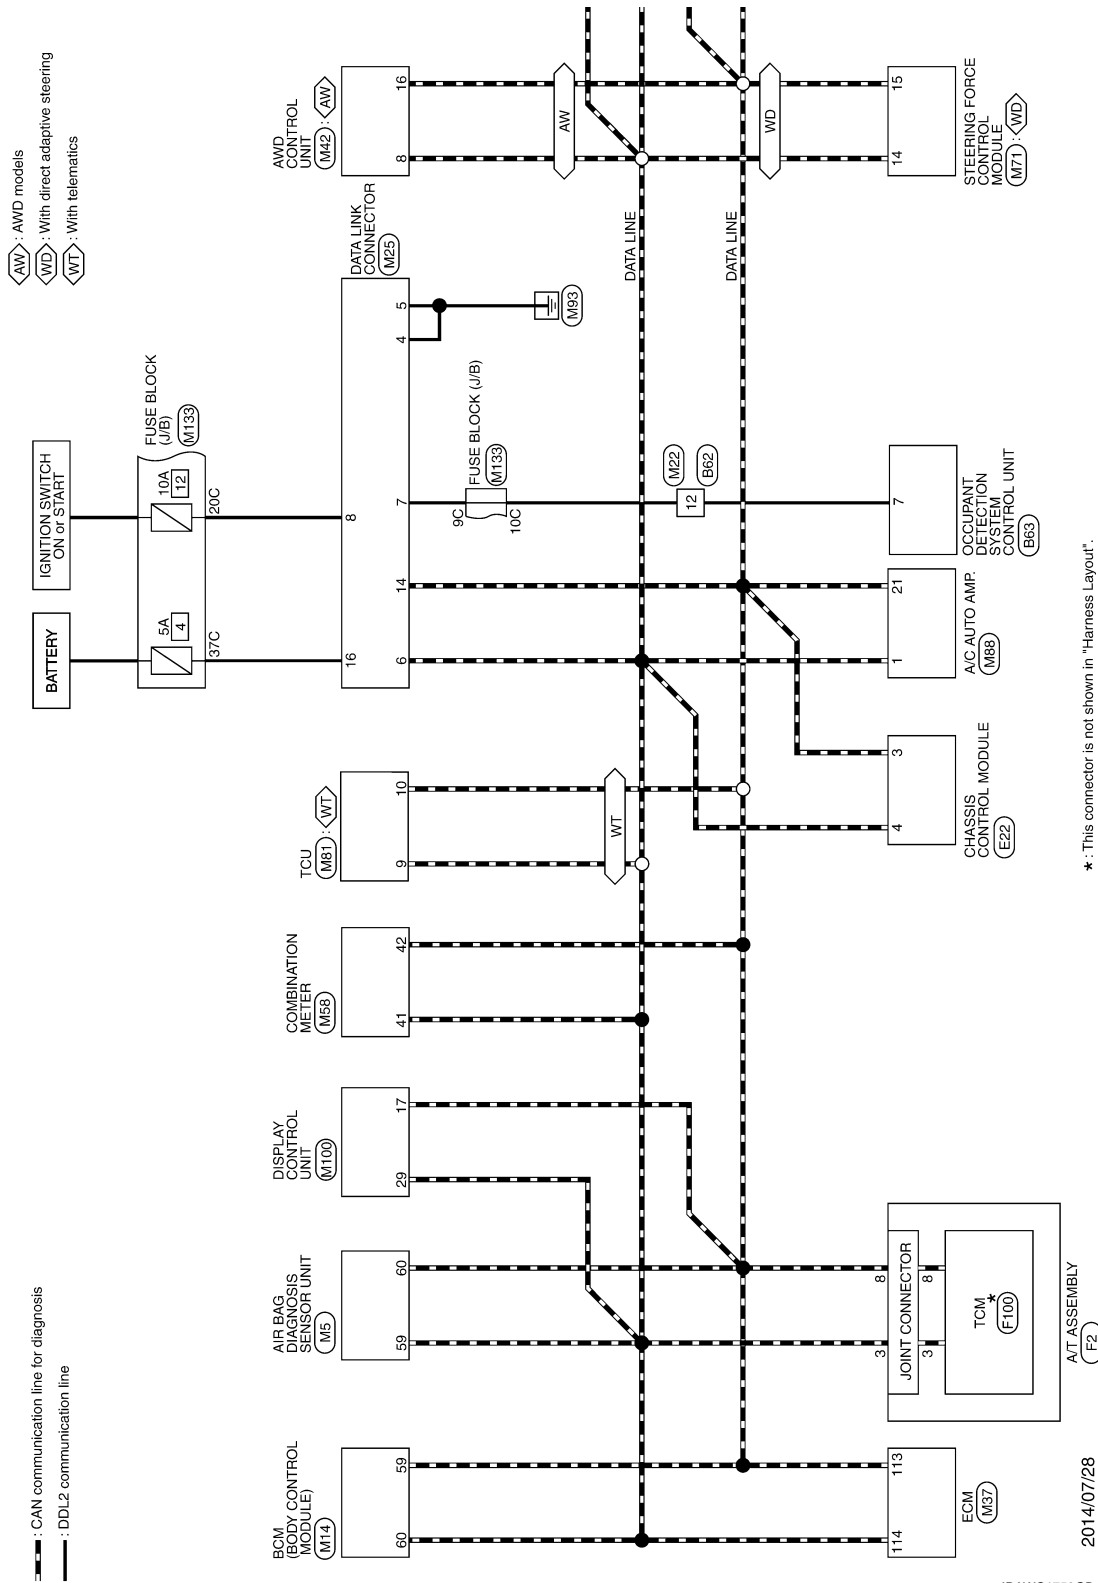 : CAN communication line for diagnosis
: DDL2 communication line
AW : AWD models
WD : With direct adaptive steering
WT : With telematics
BATTERY
IGNITION SWITCH
ON or START
5A
4
10A
12
FUSE BLOCK
(J/B)
M133
37C
20C
BCM
(BODY CONTROL
MODULE)
M14
60
59
AIR BAG
DIAGNOSIS
SENSOR UNIT
M5
59
60
DISPLAY
CONTROL
UNIT
M100
29
17
COMBINATION
METER
M58
41
42
TCU
M81 : WT
9
10
WT
DATA LINK
CONNECTOR
M25
16
8
6
14
7
4
5
M93
9C
10C
FUSE BLOCK (J/B)
M133
12
M22
B62
AWD
CONTROL
UNIT
M42 : AW
8
16
AW
DATA LINE
DATA LINE
WD
114
113
ECM
M37
3
8
JOINT CONNECTOR
3
8
TCM
*
F100
A/T ASSEMBLY
F2
4
3
CHASSIS
CONTROL MODULE
E22
1
21
A/C AUTO AMP.
M88
7
OCCUPANT
DETECTION
SYSTEM
CONTROL UNIT
B63
14
15
STEERING FORCE
CONTROL
MODULE
M71 : WD
* : This connector is not shown in "Harness Layout".
2014/07/28